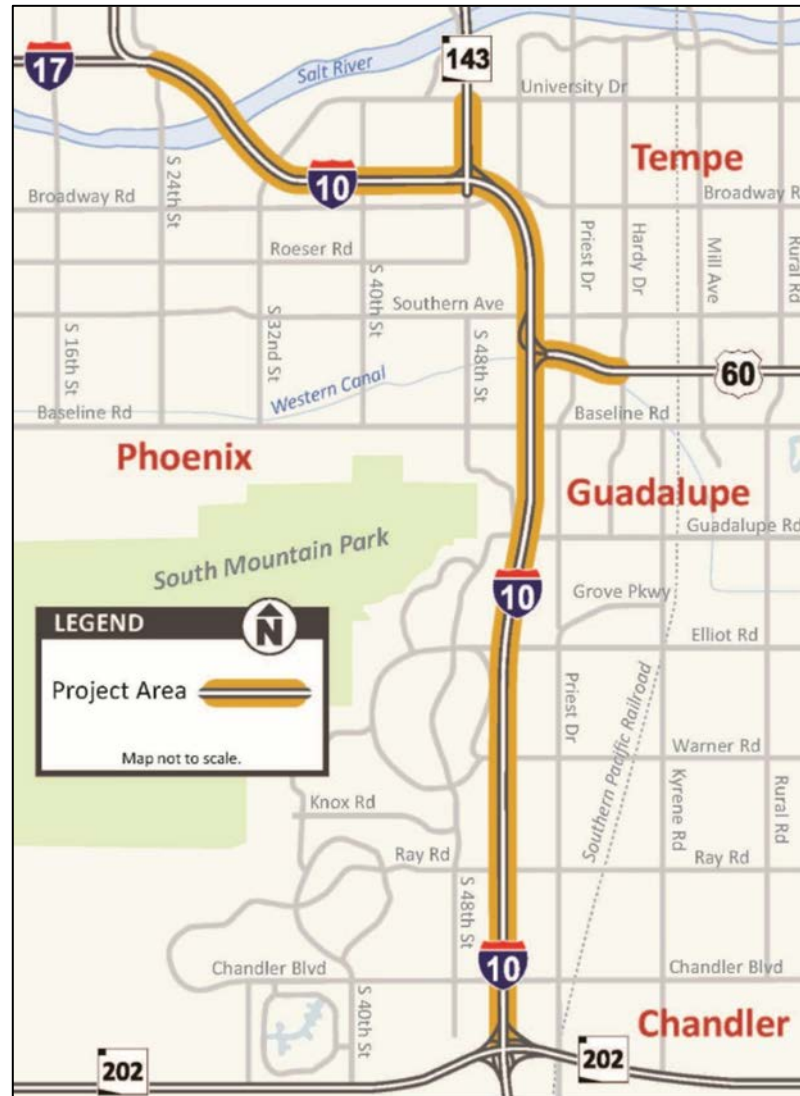 17
143
Salt River
University Dr
Tempe
S 24th St
10
Broadway Rd
Broadway R
Priest Dr
Hardy Dr
Mill Ave
Rural Rd
Roeser Rd
S 40th St
Southern Ave
S 16th St
S 32nd St
S 48th St
Western Canal
60
Baseline Rd
Baseline Rd
Phoenix
Guadalupe
Guadalupe Rd
South Mountain Park
10
Grove Pkwy
LEGEND
N
Elliot Rd
Project Area
Priest Dr
Southern Pacific Railroad
Warner Rd
Map not to scale.
Kyrene Rd
Rural Rd
Knox Rd
Ray Rd
Ray Rd
S 48th St
10
Chandler Blvd
Chandler Blvd
S 40th St
Chandler
202
202